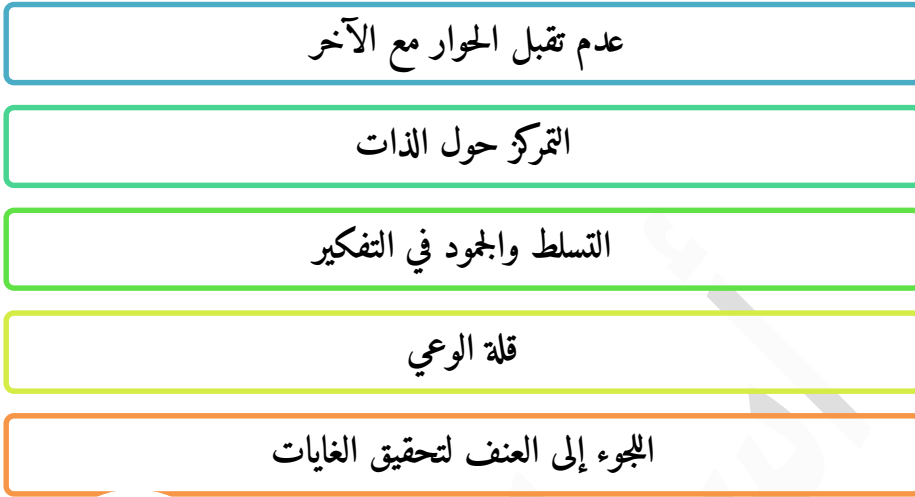 عدم تقبل الحوار مع الآخر
التمركز حول الذات
التسلط والجمود في التفكير
قلة الوعي
اللجوء إلى العنف لتحقيق الغايات